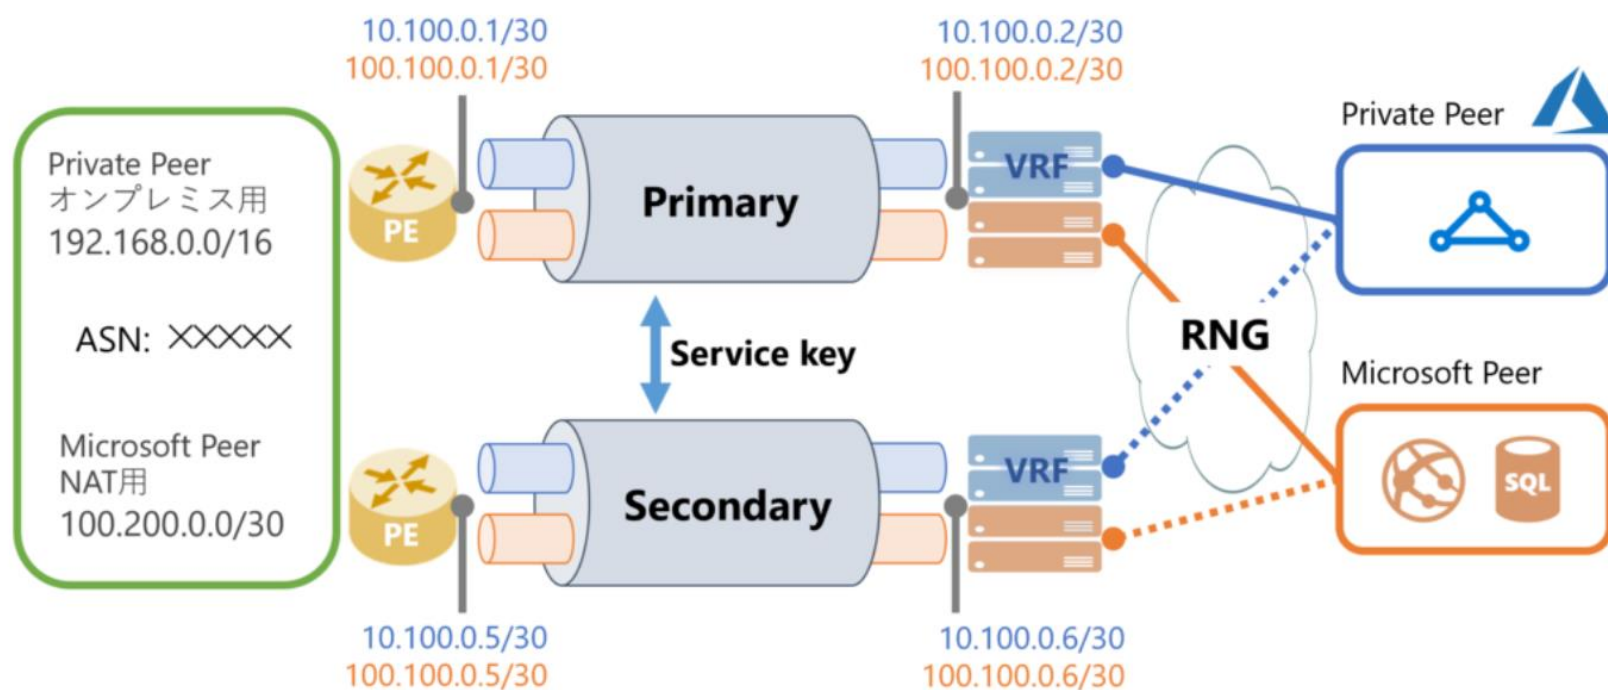 10.100.0.1/30
100.100.0.1/30
10.100.0.2/30
100.100.0.2/30
Private Peer
オンプレミス用
192.168.0.0/16
ASN: XXXXX
Microsoft Peer
NAT用
100.200.0.0/30
PE
Primary
VRF
Private Peer
Service key
RNG
Microsoft Peer
PE
Secondary
VRF
SQL
10.100.0.5/30
100.100.0.5/30
10.100.0.6/30
100.100.0.6/30